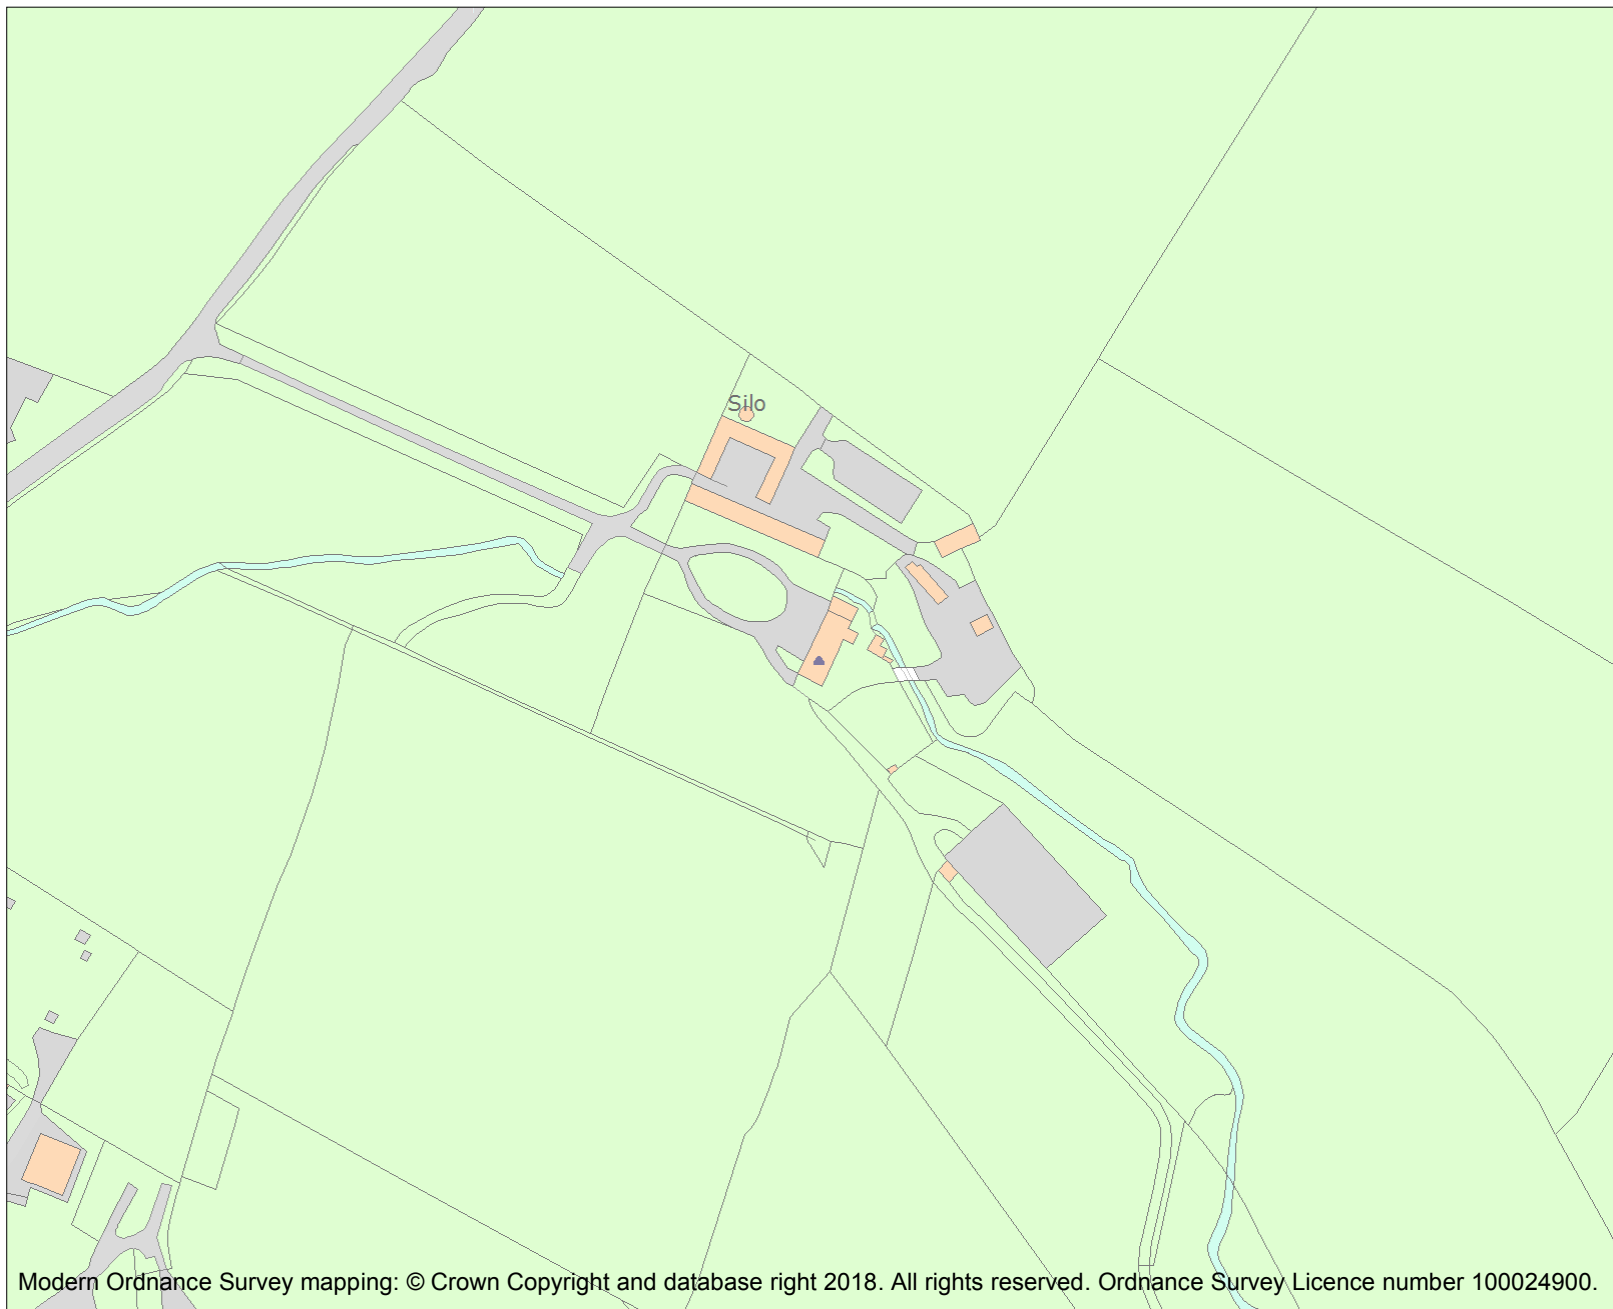 Silo
Modern Ordnance Survey mapping: © Crown Copyright and database right 2018. All rights reserved. Ordnance Survey Licence number 100024900.